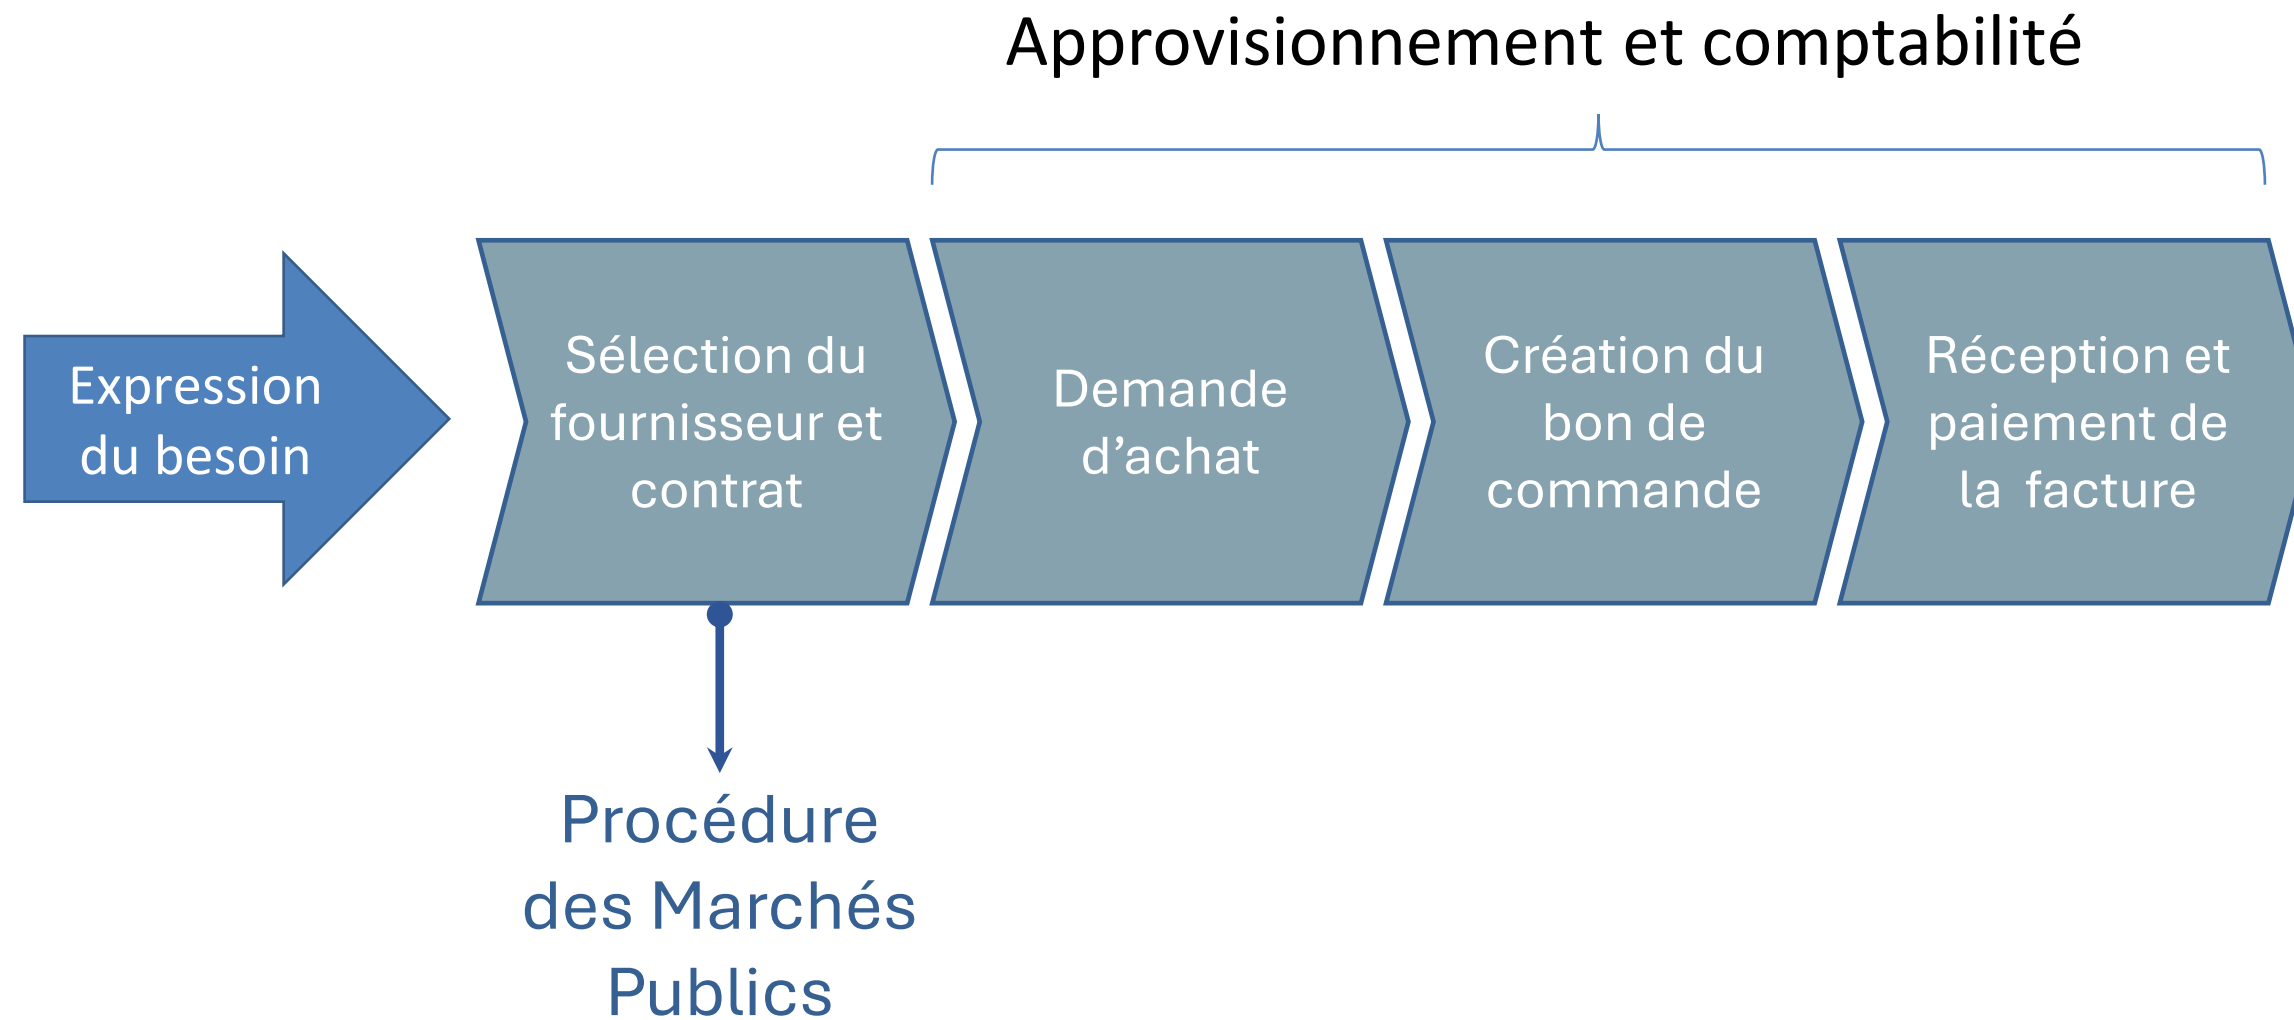 Approvisionnement et comptabilité
Expression
du besoin
Sélection du
fournisseur et
contrat
Demande
d’achat
Création du
bon de
commande
Réception et
paiement de
la  facture
Procédure
des Marchés
Publics